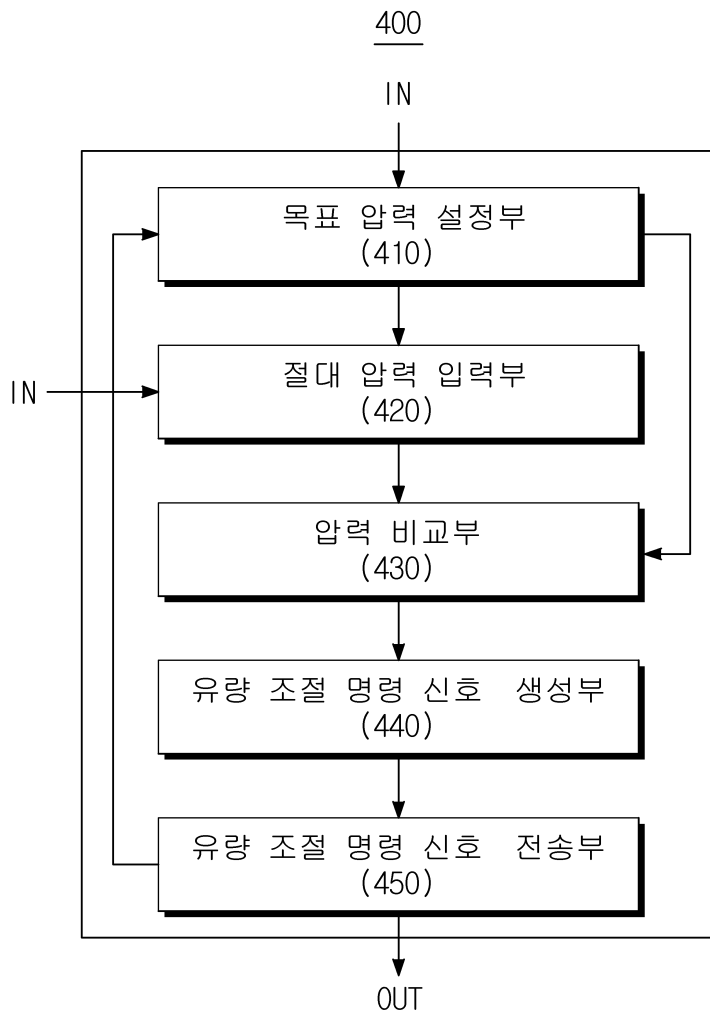 400
IN
목표 압력 설정부
(410)
IN
절대 압력 입력부
(420)
압력 비교부
(430)
유량 조절 명령 신호 생성부
(440)
유량 조절 명령 신호 전송부
(450)
OUT